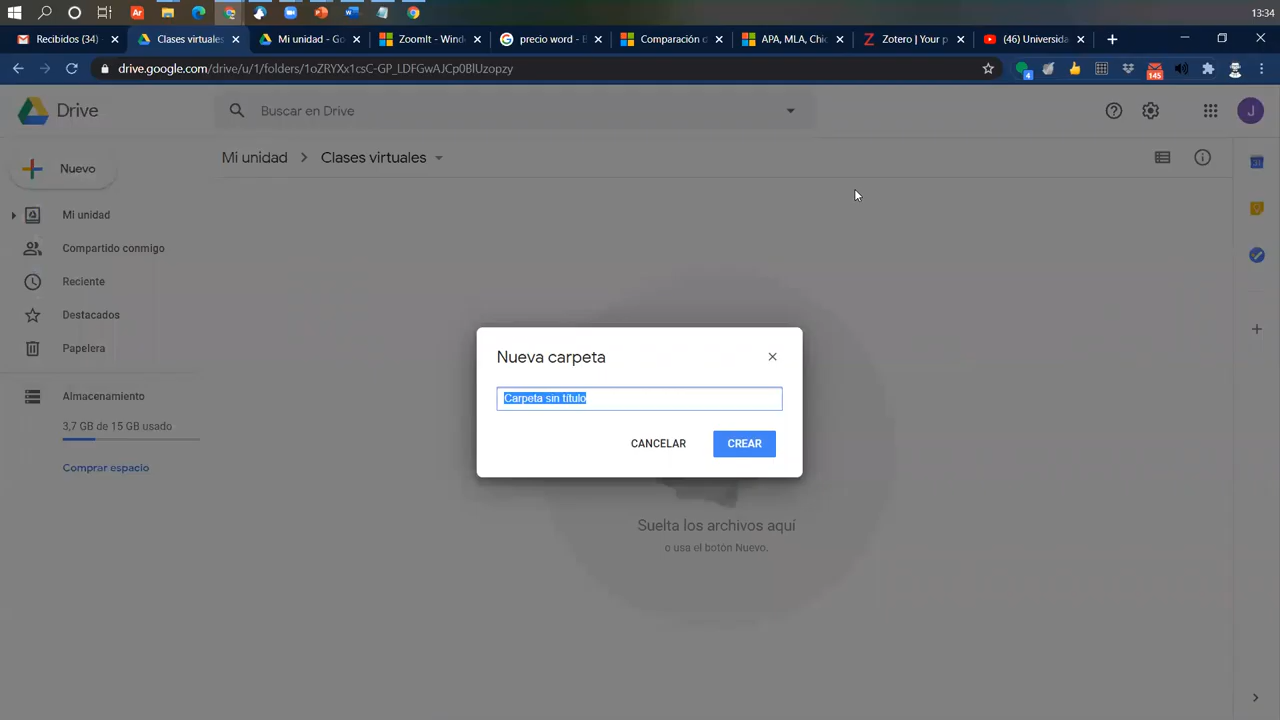 13:34
Recibidos (34)
Clases virtuales
Mi unidad - Go
ZoomIt - Wind
precio word - B
Comparación d
APA, MLA, Chic
Zotero | Your p
(46) Universida
drive.google.com/drive/u/1/folders/1oZRYXx1csC-GP_LDFGwAJCp0BlUzopzy
4
145
Drive
Buscar en Drive
J
Nuevo
Mi unidad
Clases virtuales
Mi unidad
Compartido conmigo
Reciente
Destacados
Papelera
Almacenamiento
3,7 GB de 15 GB usado
Comprar espacio
Nueva carpeta
Carpeta sin título
CANCELAR
CREAR
Suelta los archivos aquí
o usa el botón Nuevo.